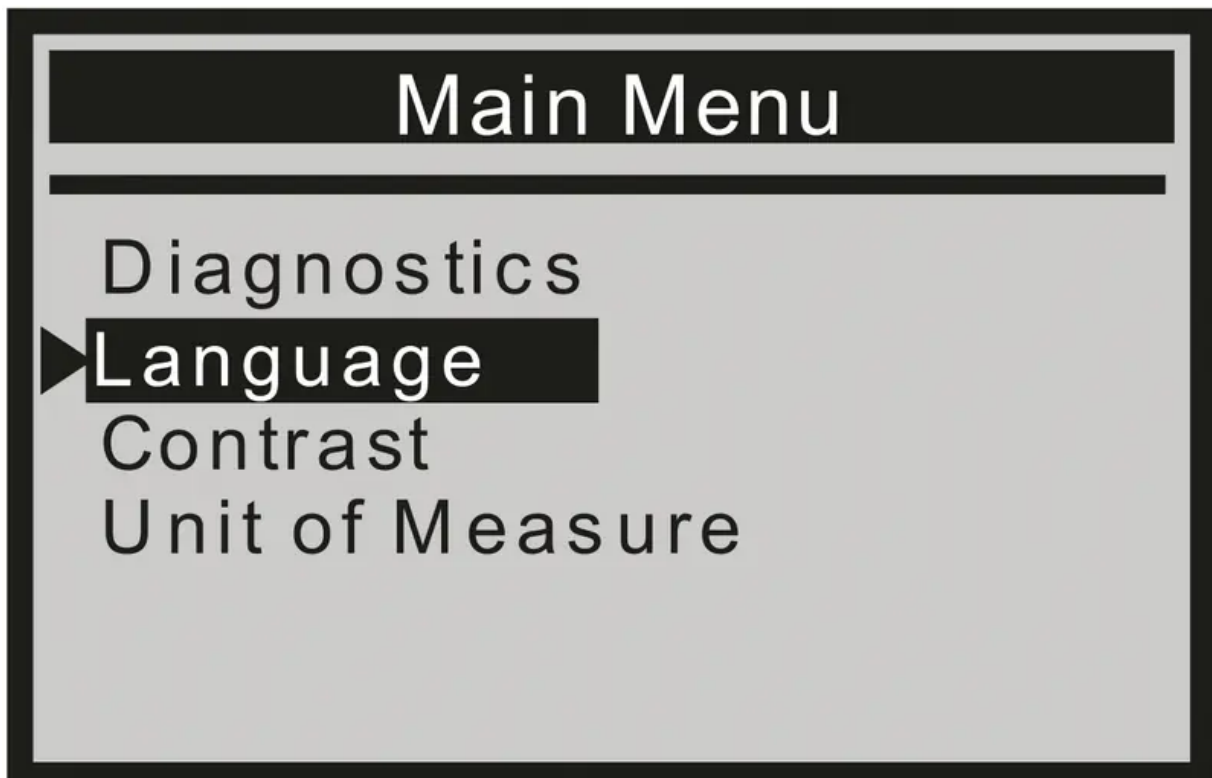 Main Menu
Diagnostics
Language
Contrast
Unit of Measure